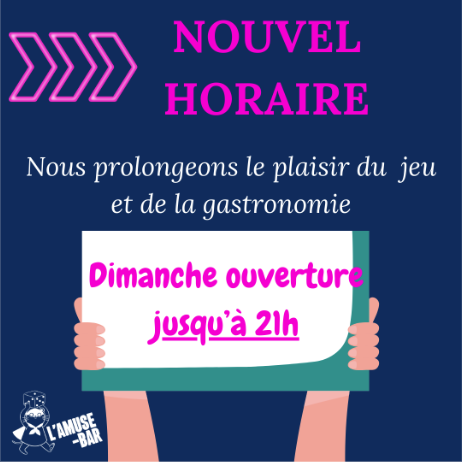 NOUVEL
HORAIRE
Nous prolongeons le plaisir du jeu
et de la gastronomie
Dimanche ouverture
jusqu'à 21h
L'AMUSE
-BAR